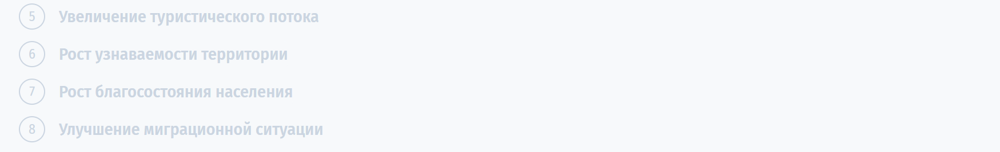 5 Увеличение туристического потока
6 Рост узнаваемости территории
7 Рост благосостояния населения
8 Улучшение миграционной ситуации